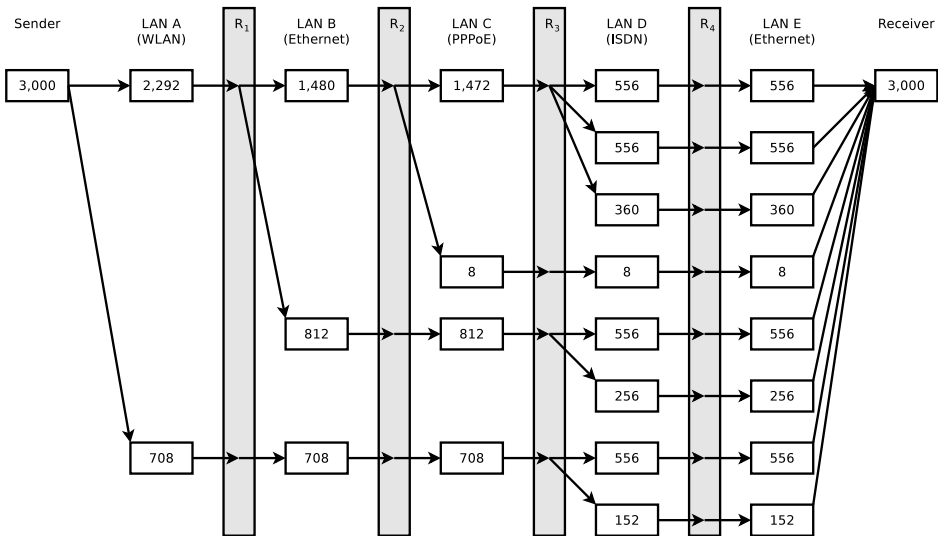 Sender LAN A R1 LAN B R2 LAN C R3 LAN D R4 LAN E Receiver
(WLAN) (Ethernet) (PPPoE) (ISDN) (Ethernet)
3,000 2,292 1,480 1,472 556 556 3,000
556 556
360 360
8 8 8
812 812 556 556
256 256
708 708 708 556 556
152 152